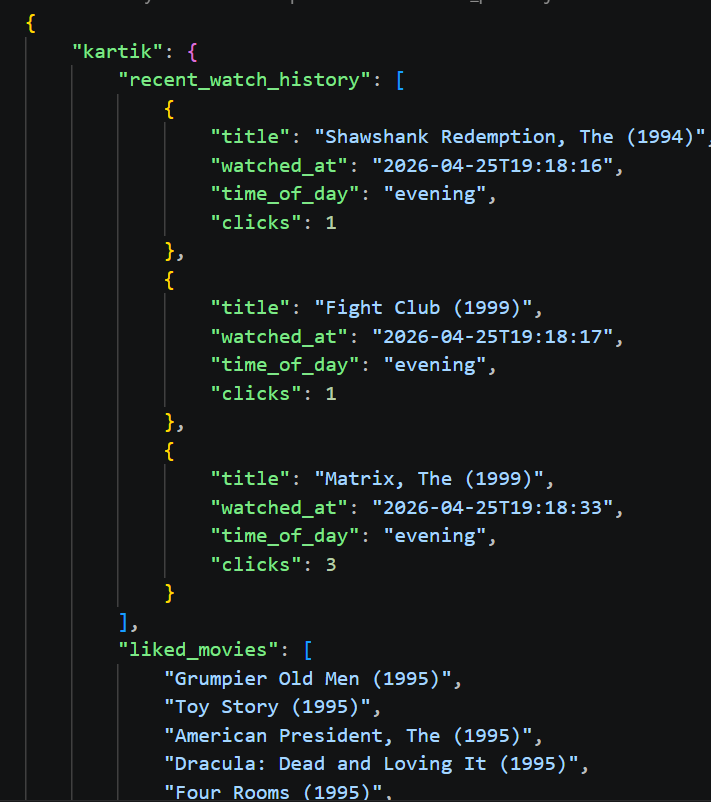 {
"kartik": {
"recent_watch_history": [
{
"title": "Shawshank Redemption, The (1994)",
"watched_at": "2026-04-25T19:18:16",
"time_of_day": "evening",
"clicks": 1
},
{
"title": "Fight Club (1999)",
"watched_at": "2026-04-25T19:18:17",
"time_of_day": "evening",
"clicks": 1
},
{
"title": "Matrix, The (1999)",
"watched_at": "2026-04-25T19:18:33",
"time_of_day": "evening",
"clicks": 3
}
],
"liked_movies": [
"Grumpier Old Men (1995)",
"Toy Story (1995)",
"American President, The (1995)",
"Dracula: Dead and Loving It (1995)",
"Four Rooms (1995)",